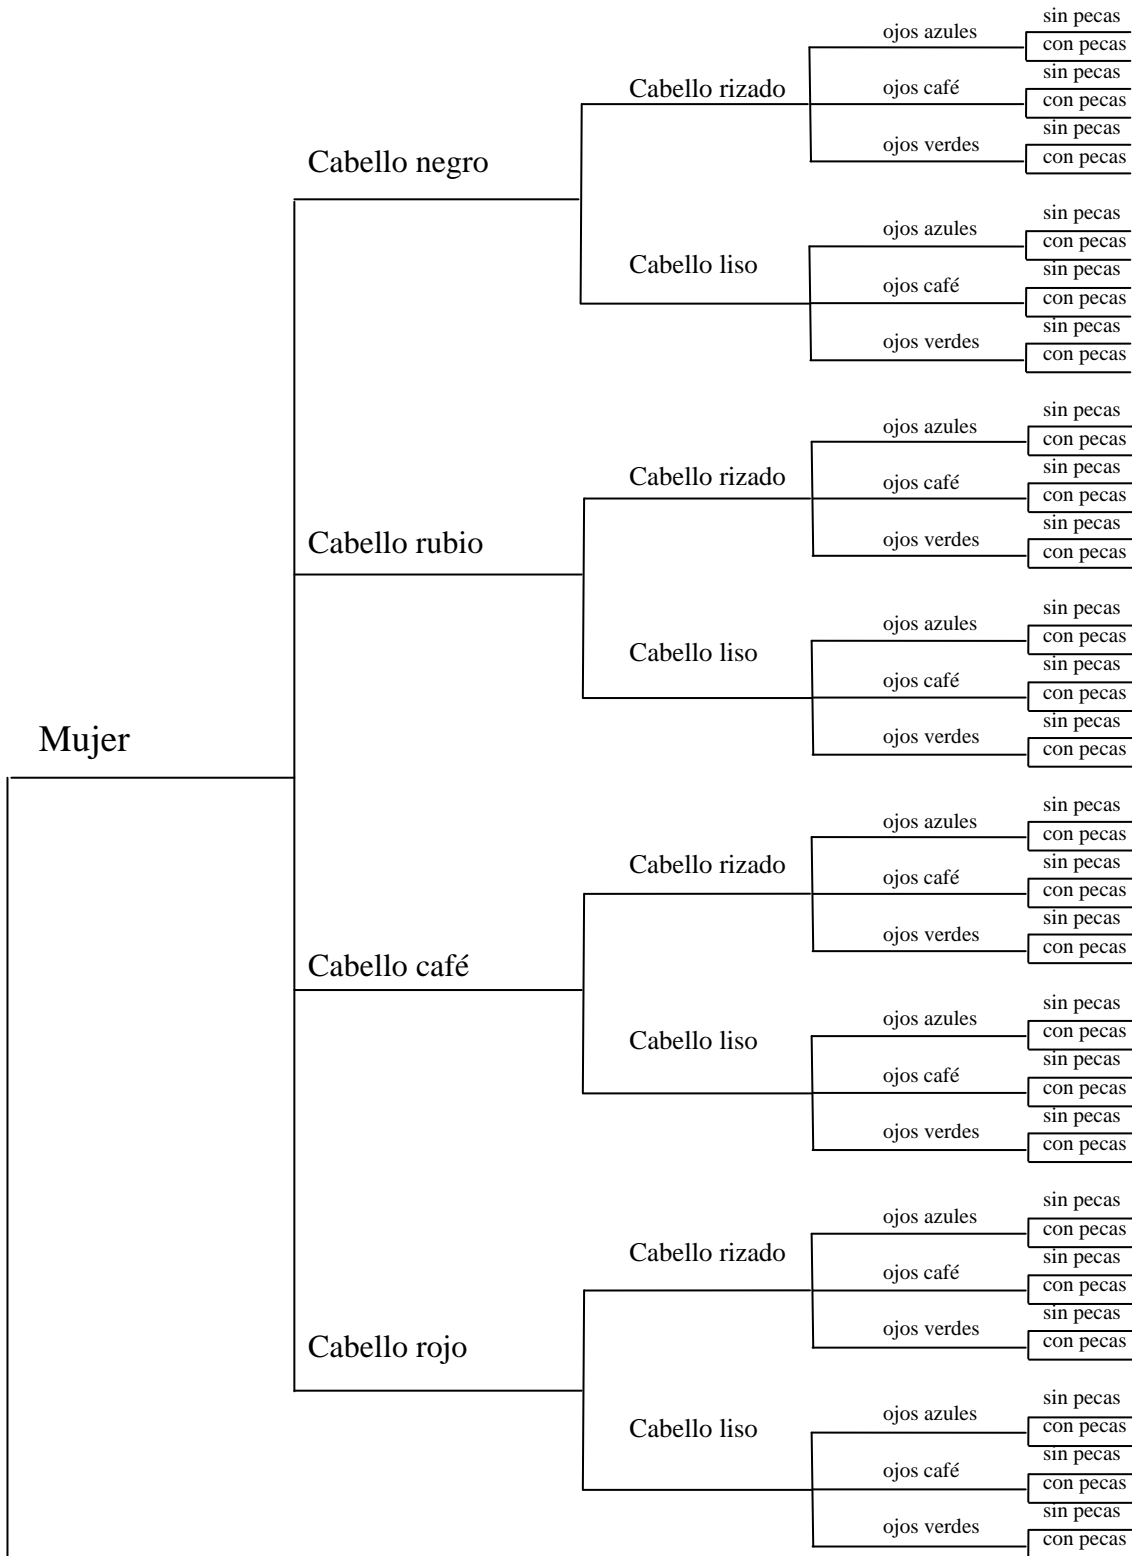 sin pecas
ojos azules
con pecas
sin pecas
Cabello rizado
ojos café
con pecas
sin pecas
ojos verdes
con pecas
Cabello negro
sin pecas
ojos azules
con pecas
Cabello liso
sin pecas
ojos café
con pecas
sin pecas
ojos verdes
con pecas
sin pecas
ojos azules
con pecas
Cabello rizado
sin pecas
ojos café
con pecas
sin pecas
ojos verdes
con pecas
Cabello rubio
sin pecas
ojos azules
con pecas
Cabello liso
sin pecas
ojos café
con pecas
sin pecas
ojos verdes
con pecas
Mujer
sin pecas
ojos azules
con pecas
Cabello rizado
sin pecas
ojos café
con pecas
sin pecas
ojos verdes
con pecas
Cabello café
sin pecas
ojos azules
con pecas
Cabello liso
sin pecas
ojos café
con pecas
sin pecas
ojos verdes
con pecas
sin pecas
ojos azules
con pecas
Cabello rizado
sin pecas
ojos café
con pecas
sin pecas
ojos verdes
con pecas
Cabello rojo
sin pecas
ojos azules
con pecas
Cabello liso
sin pecas
ojos café
con pecas
sin pecas
ojos verdes
con pecas